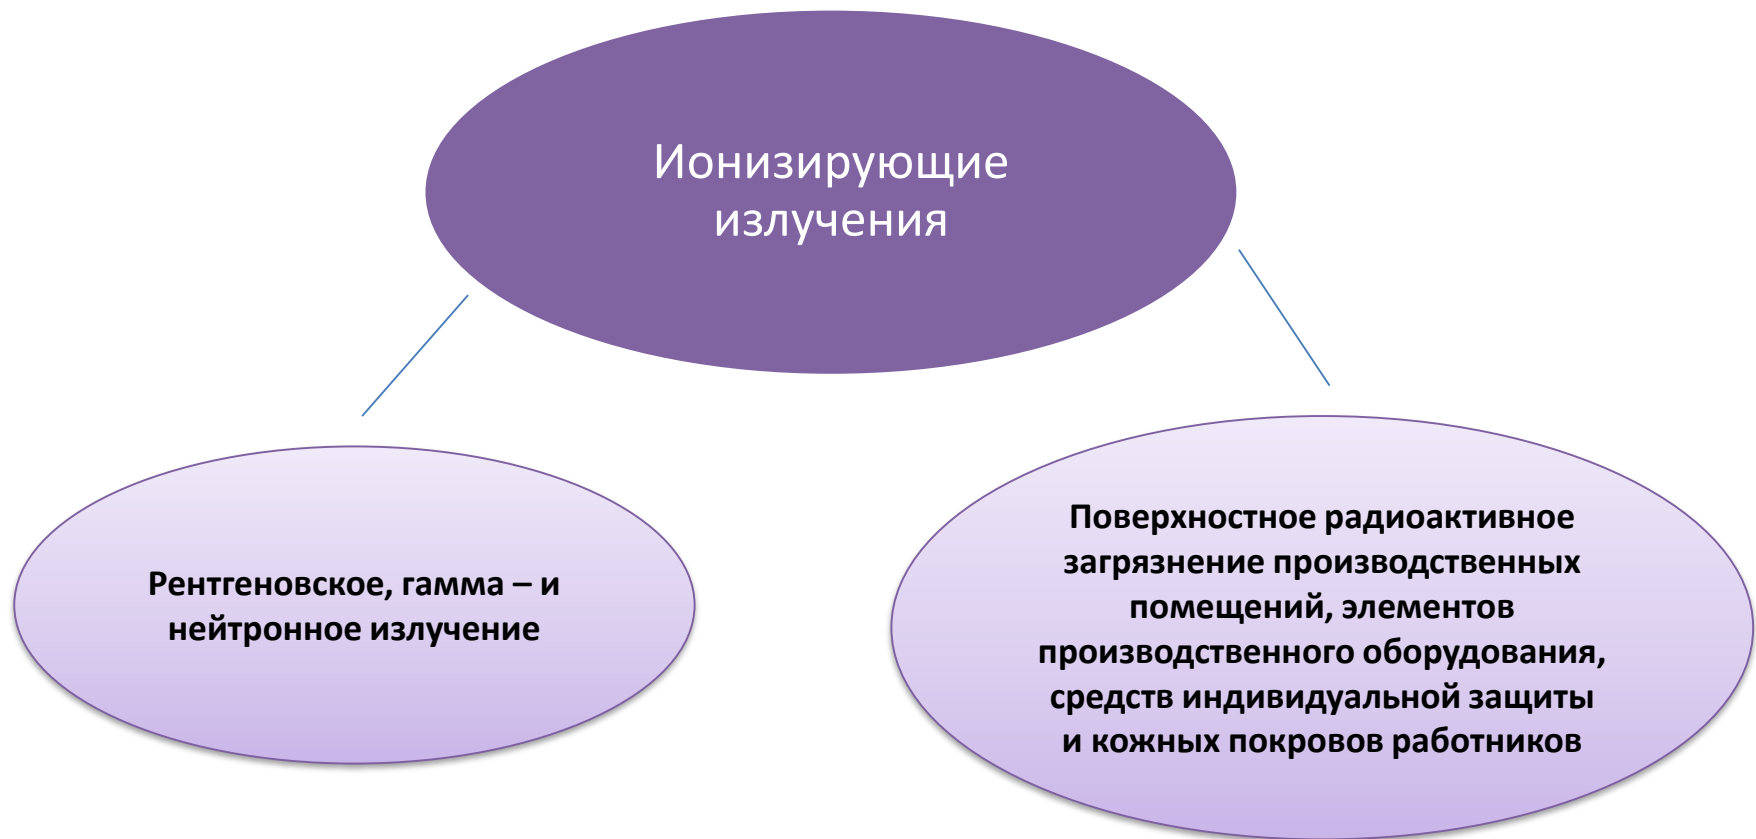 Ионизирующие
излучения
Рентгеновское, гамма – и
нейтронное излучение
Поверхностное радиоактивное
загрязнение производственных
помещений, элементов
производственного оборудования,
средств индивидуальной защиты
и кожных покровов работников